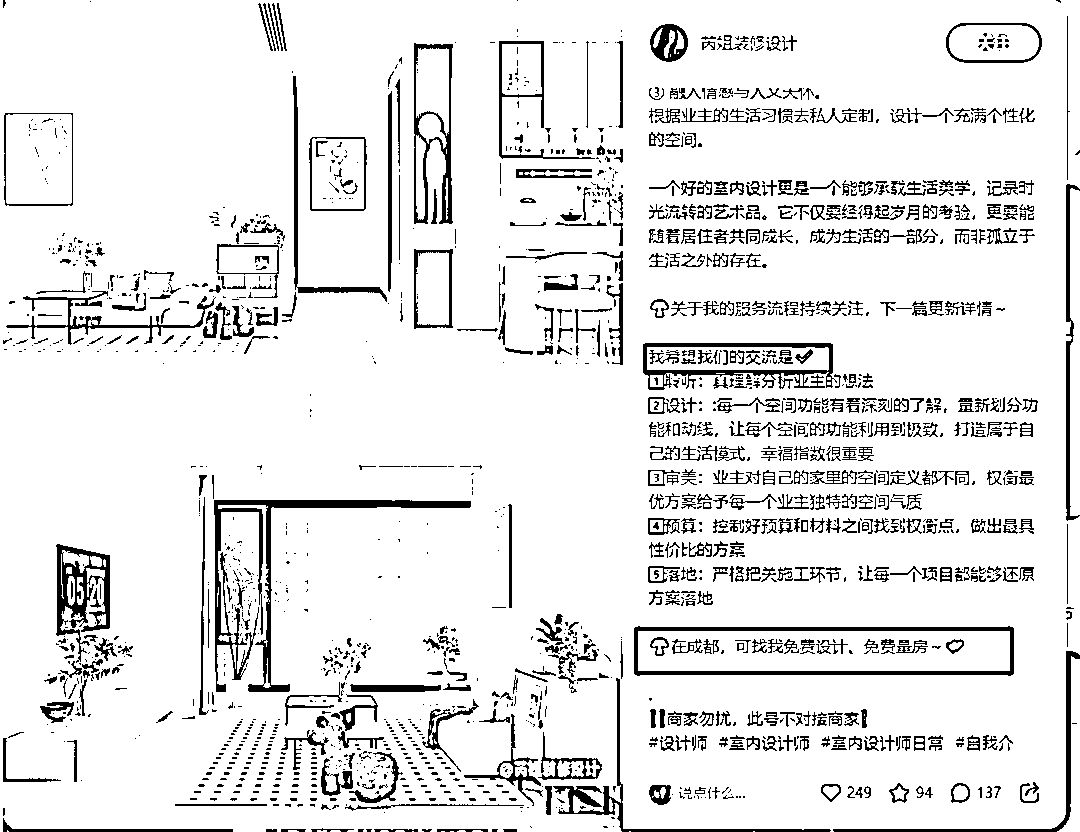 芮俎装修设计
③ 融入情感与人文关怀。
根据业主的生活习惯去私人定制，设计一个充满个性化
的空间。
一个好的室内设计更是一个能够承载生活美学，记录时
光流转的艺术品。它不仅要经得起岁月的考验，更要能
随着居住者共同成长，成为生活的一部分，而非孤立于
生活之外的存在。
关于我的服务流程持续关注，下一篇更新详情~
我希望我们的交流是✔
1聆听：真理解分析业主的想法
2设计：:每一个空间功能有着深刻的了解，重新划分功
能和动线，让每个空间的功能利用到极致，打造属于自
己的生活模式，幸福指数很重要
3审美：业主对自己的家里的空间定义都不同，权衡最
优方案给予每一个业主独特的空间气质
4预算：控制好预算和材料之间找到权衡点，做出最具
性价比的方案
5落地：严格把关施工环节，让每一个项目都能够还原
方案落地
在成都，可找我免费设计、免费量房~
.
‼商家勿扰，此号不对接商家‼
#设计师 #室内设计师 #室内设计师日常 #自我介
说点什么...
249
94
137
05 20